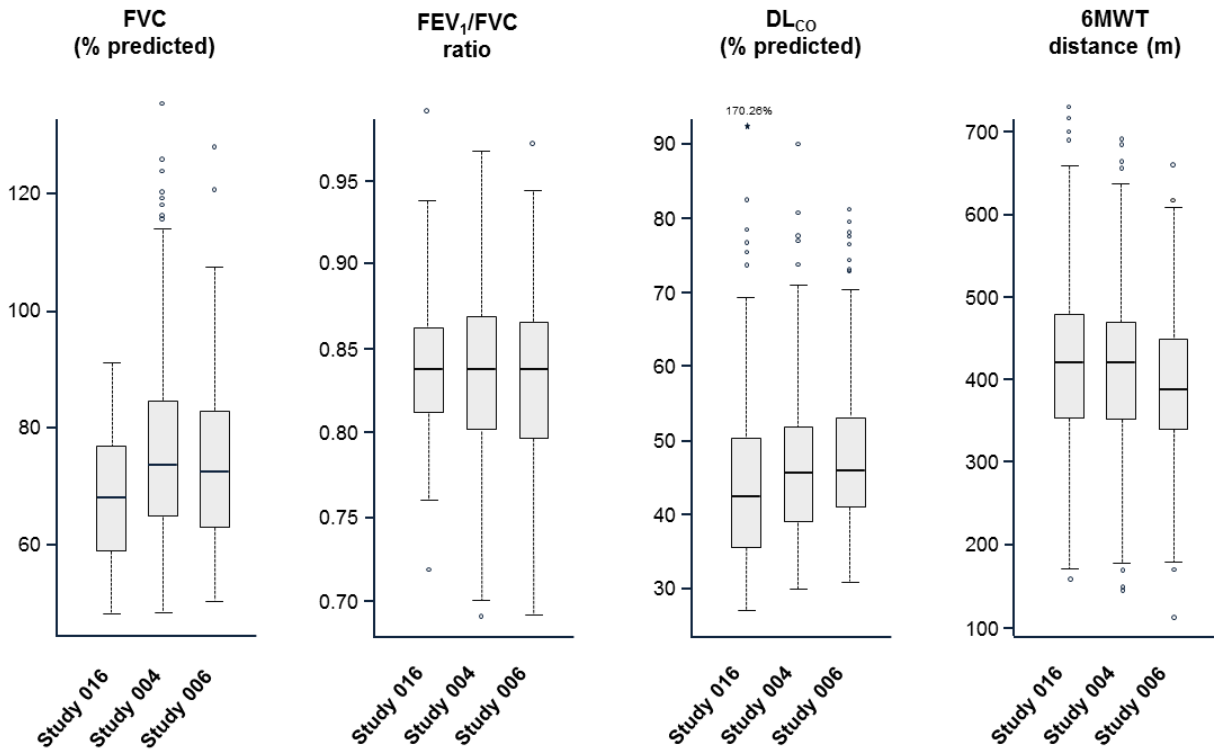 FVC
(% predicted)
120
100
80
60
Study 016
Study 004
Study 006
FEV₁/FVC
ratio
0.95
0.90
0.85
0.80
0.75
0.70
Study 016
Study 004
Study 006
DL_CO
(% predicted)
170.26%
90
80
70
60
50
40
30
Study 016
Study 004
Study 006
6MWT
distance (m)
700
600
500
400
300
200
100
Study 016
Study 004
Study 006